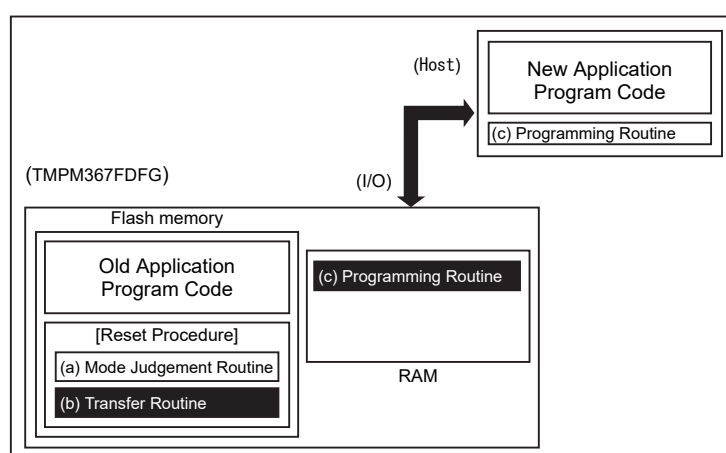 (Host)
New Application
Program Code
(c) Programming Routine
(TMPM367FDFG)
(I/O)
Flash memory
Old Application
Program Code
[Reset Procedure]
(a) Mode Judgement Routine
(b) Transfer Routine
(c) Programming Routine
RAM